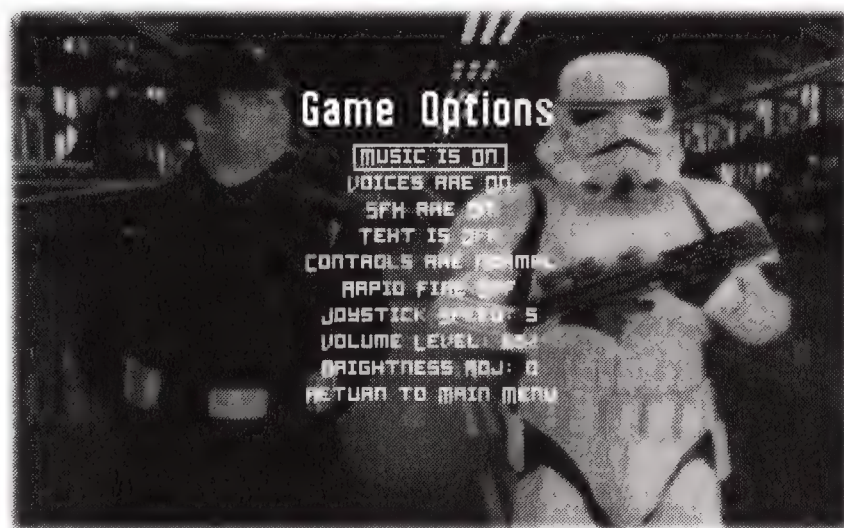 Game Options
MUSIC IS ON
VOICES ARE ON
SFX ARE
TEXT IS
CONTROLS ARE NORMAL
RAPID FIRE
JOYSTICK 5
VOLUME LEVEL:
BRIGHTNESS ADJ: 0
RETURN TO MAIN MENU